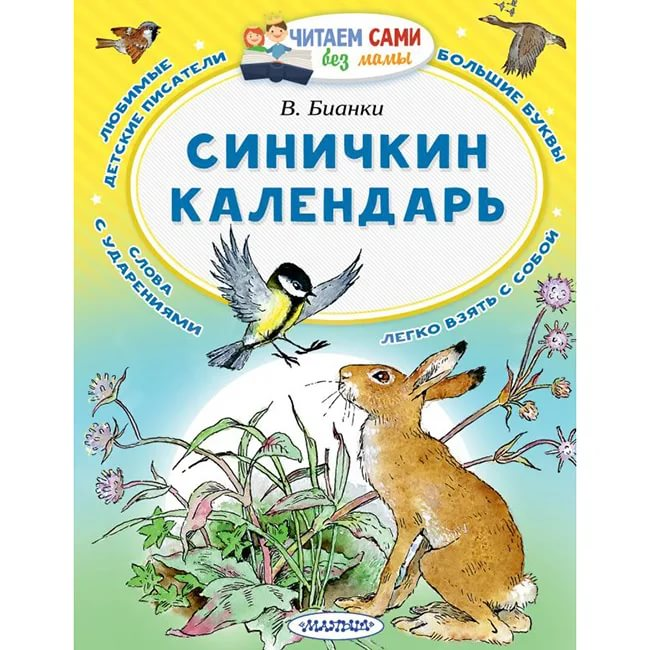 ЧИТАЕМ САМИ
без мамы
ЛЮБИМЫЕ
ДЕТСКИЕ ПИСАТЕЛИ
БОЛЬШИЕ БУКВЫ
В. Бианки
СИНИЧКИН
КАЛЕНДАРЬ
СЛОВА
С УДАРЕНИЯМИ
ЛЕГКО ВЗЯТЬ С СОБОЙ
«МАЛЫШ»